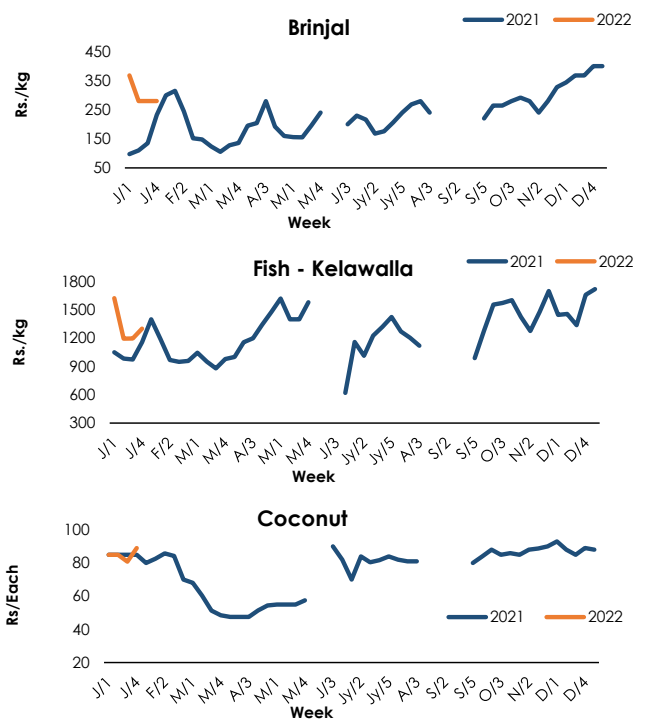 Brinjal
2021 2022
Rs./kg
450
350
250
150
50
J/1 J/4 F/2 M/1 M/4 A/3 M/1 M/4 J/3 Jy/2 Jy/5 A/3 S/2 S/5 O/3 N/2 D/1 D/4
Week
Fish - Kelawalla
2021 2022
Rs./kg
1800
1500
1200
900
600
300
J/1 J/4 F/2 M/1 M/4 A/3 M/1 M/4 J/3 Jy/2 Jy/5 A/3 S/2 S/5 O/3 N/2 D/1 D/4
Week
Coconut
Rs/Each
100
80
60
40
20
2021 2022
J/1 J/4 F/2 M/1 M/4 A/3 M/1 M/4 J/3 Jy/2 Jy/5 A/3 S/2 S/5 O/3 N/2 D/1 D/4
Week